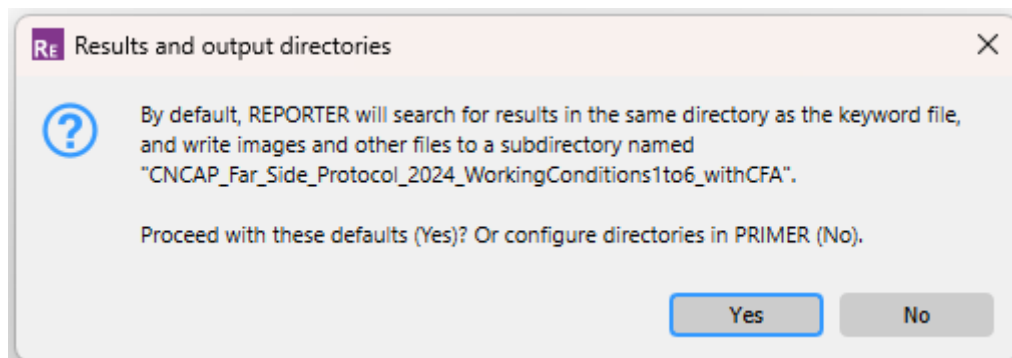 RE Results and output directories
By default, REPORTER will search for results in the same directory as the keyword file,
and write images and other files to a subdirectory named
"CNCAP_Far_Side_Protocol_2024_WorkingConditions1to6_withCFA".
Proceed with these defaults (Yes)? Or configure directories in PRIMER (No).
Yes No